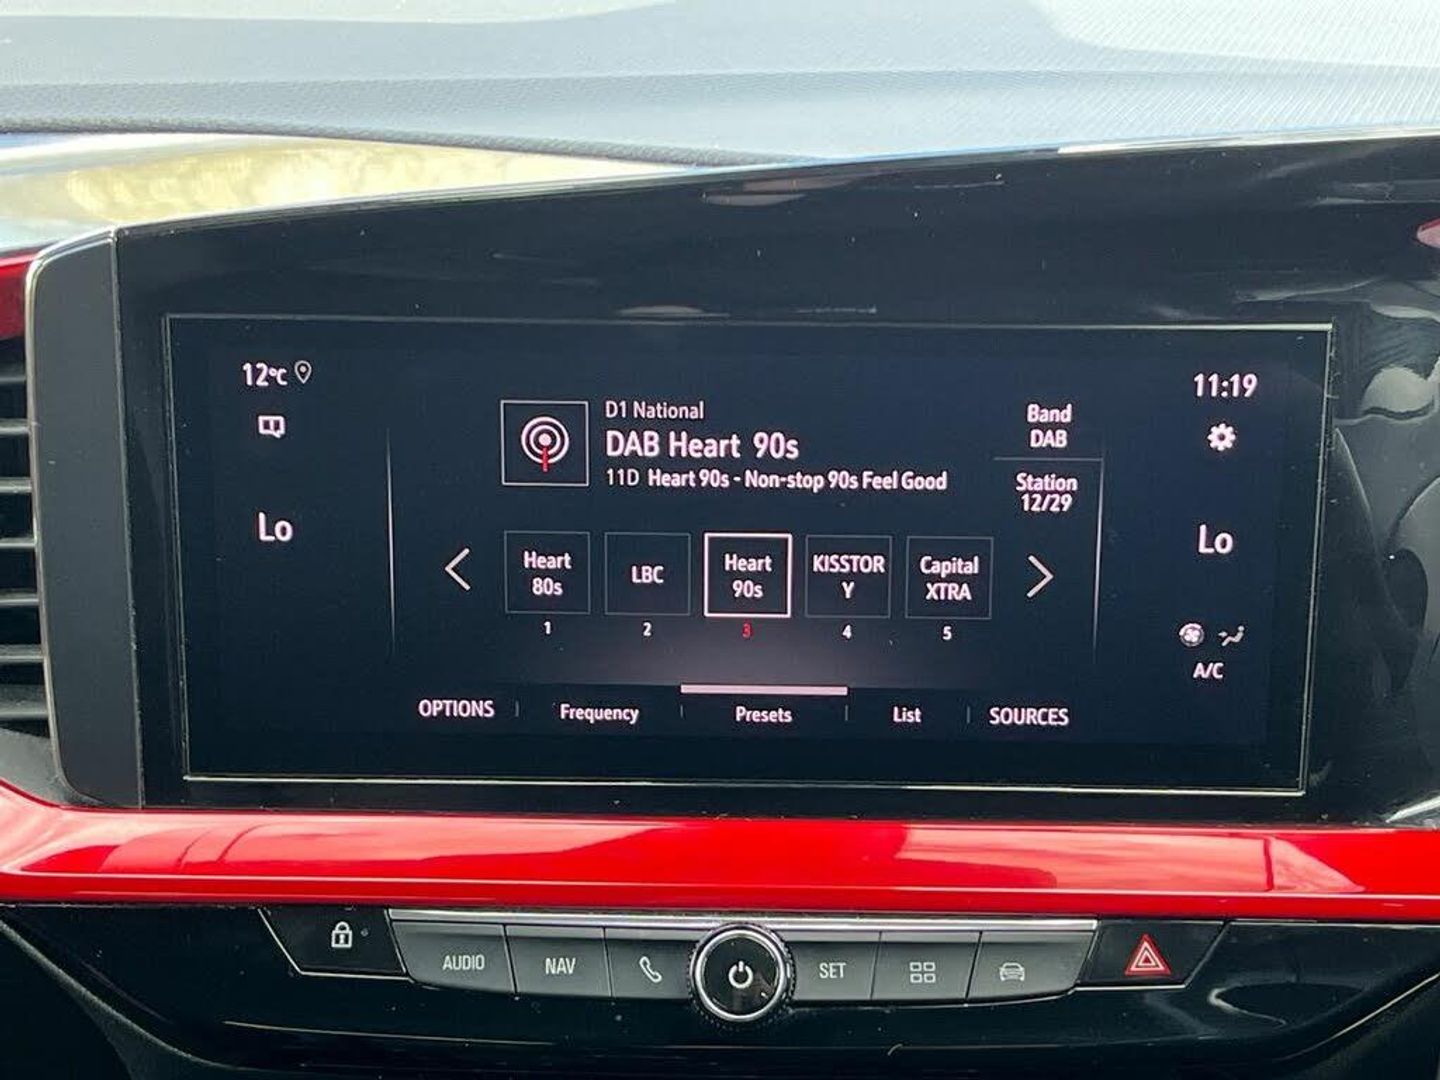 12°C
Lo
D1 National
DAB Heart 90s
11D Heart 90s - Non-stop 90s Feel Good
Band
DAB
Station
12/29
11:19
Lo
A/C
Heart
80s
1
LBC
2
Heart
90s
3
KISSTOR
Y
4
Capital
XTRA
5
OPTIONS
Frequency
Presets
List
SOURCES
AUDIO
NAV
SET